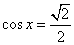 cos x = √2/2